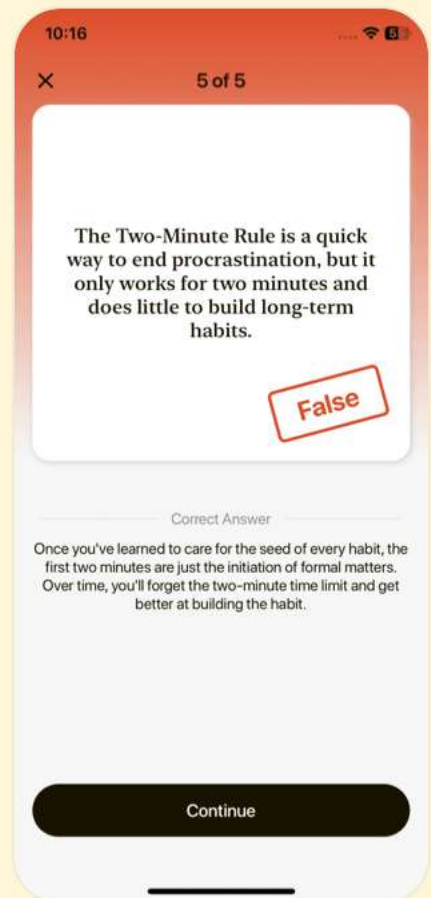 10:16
5 of 5
The Two-Minute Rule is a quick
way to end procrastination, but it
only works for two minutes and
does little to build long-term
habits.
False
Correct Answer
Once you've learned to care for the seed of every habit, the
first two minutes are just the initiation of formal matters.
Over time, you'll forget the two-minute time limit and get
better at building the habit.
Continue